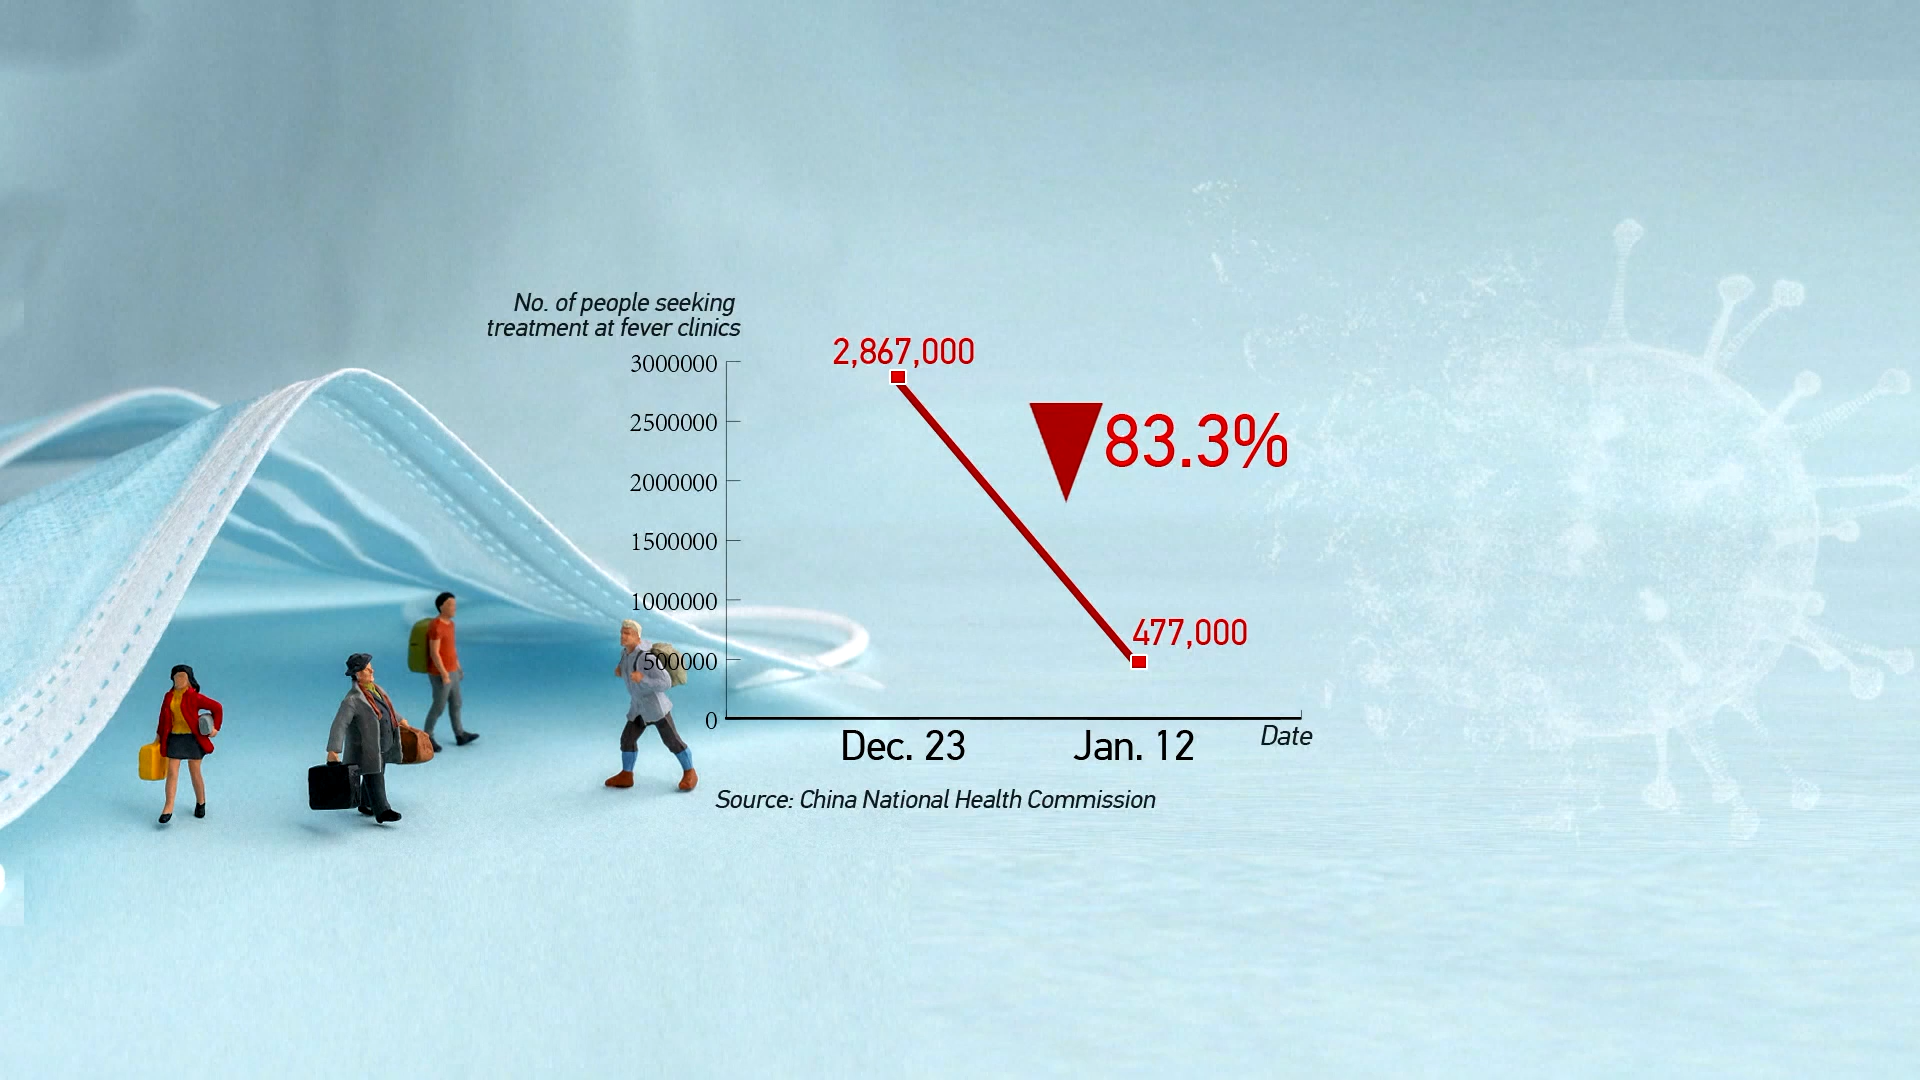 No. of people seeking
treatment at fever clinics
3000000
2500000
2000000
1500000
1000000
500000
0
2,867,000
83.3%
477,000
Dec. 23
Jan. 12
Date
Source: China National Health Commission